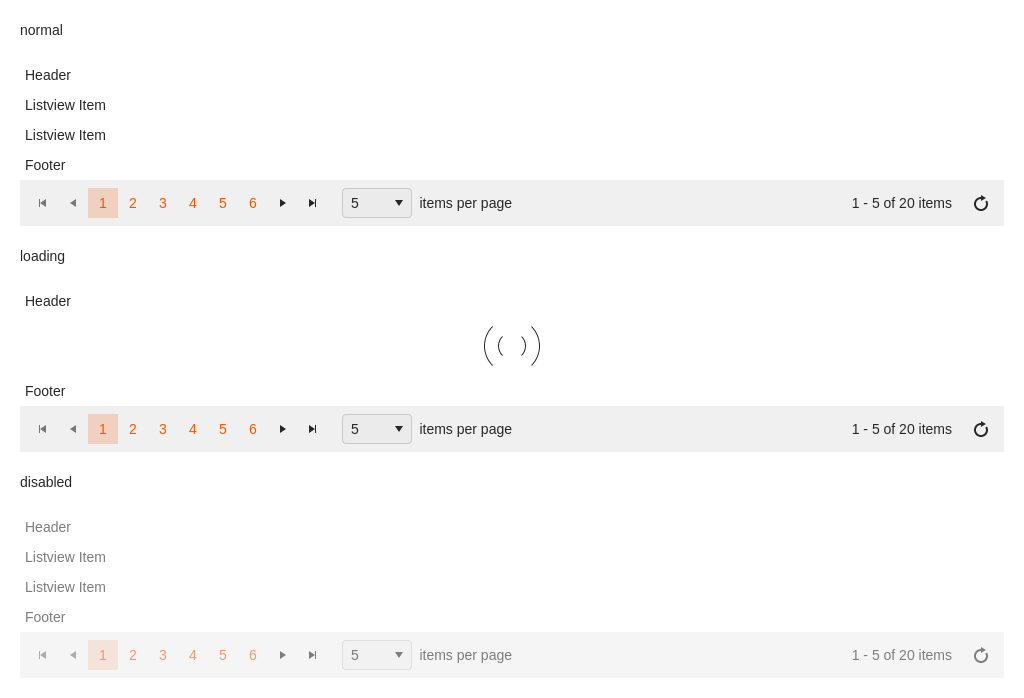 normal
Header
Listview Item
Listview Item
Footer
1 2 3 4 5 6 5 items per page 1 - 5 of 20 items
loading
Header
Footer
1 2 3 4 5 6 5 items per page 1 - 5 of 20 items
disabled
Header
Listview Item
Listview Item
Footer
1 2 3 4 5 6 5 items per page 1 - 5 of 20 items